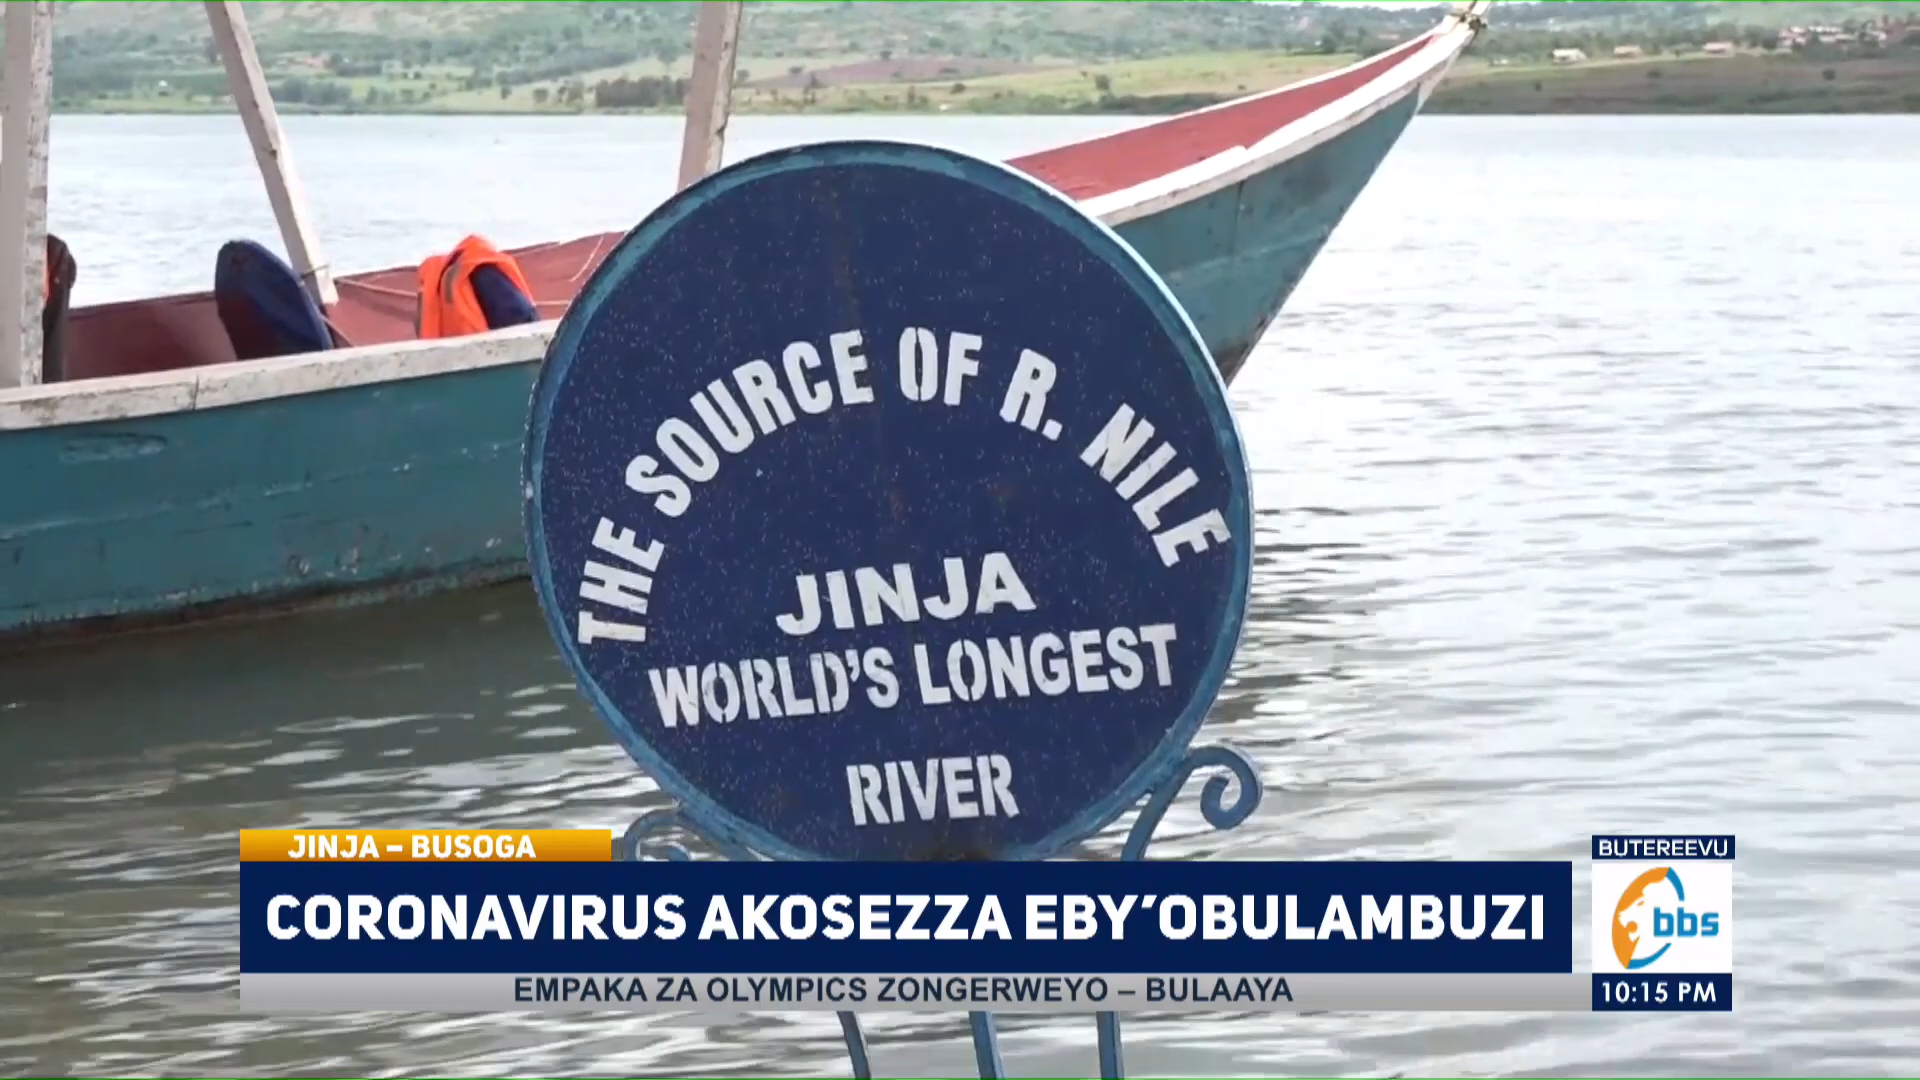 THE SOURCE OF R. NILE
JINJA
WORLD'S LONGEST
RIVER
JINJA – BUSOGA
CORONAVIRUS AKOSEZZA EBY'OBULAMBUZI
EMPAKA ZA OLYMPICS ZONGERWEYO – BULAAYA
BUTEREEVU
bbs
10:15 PM